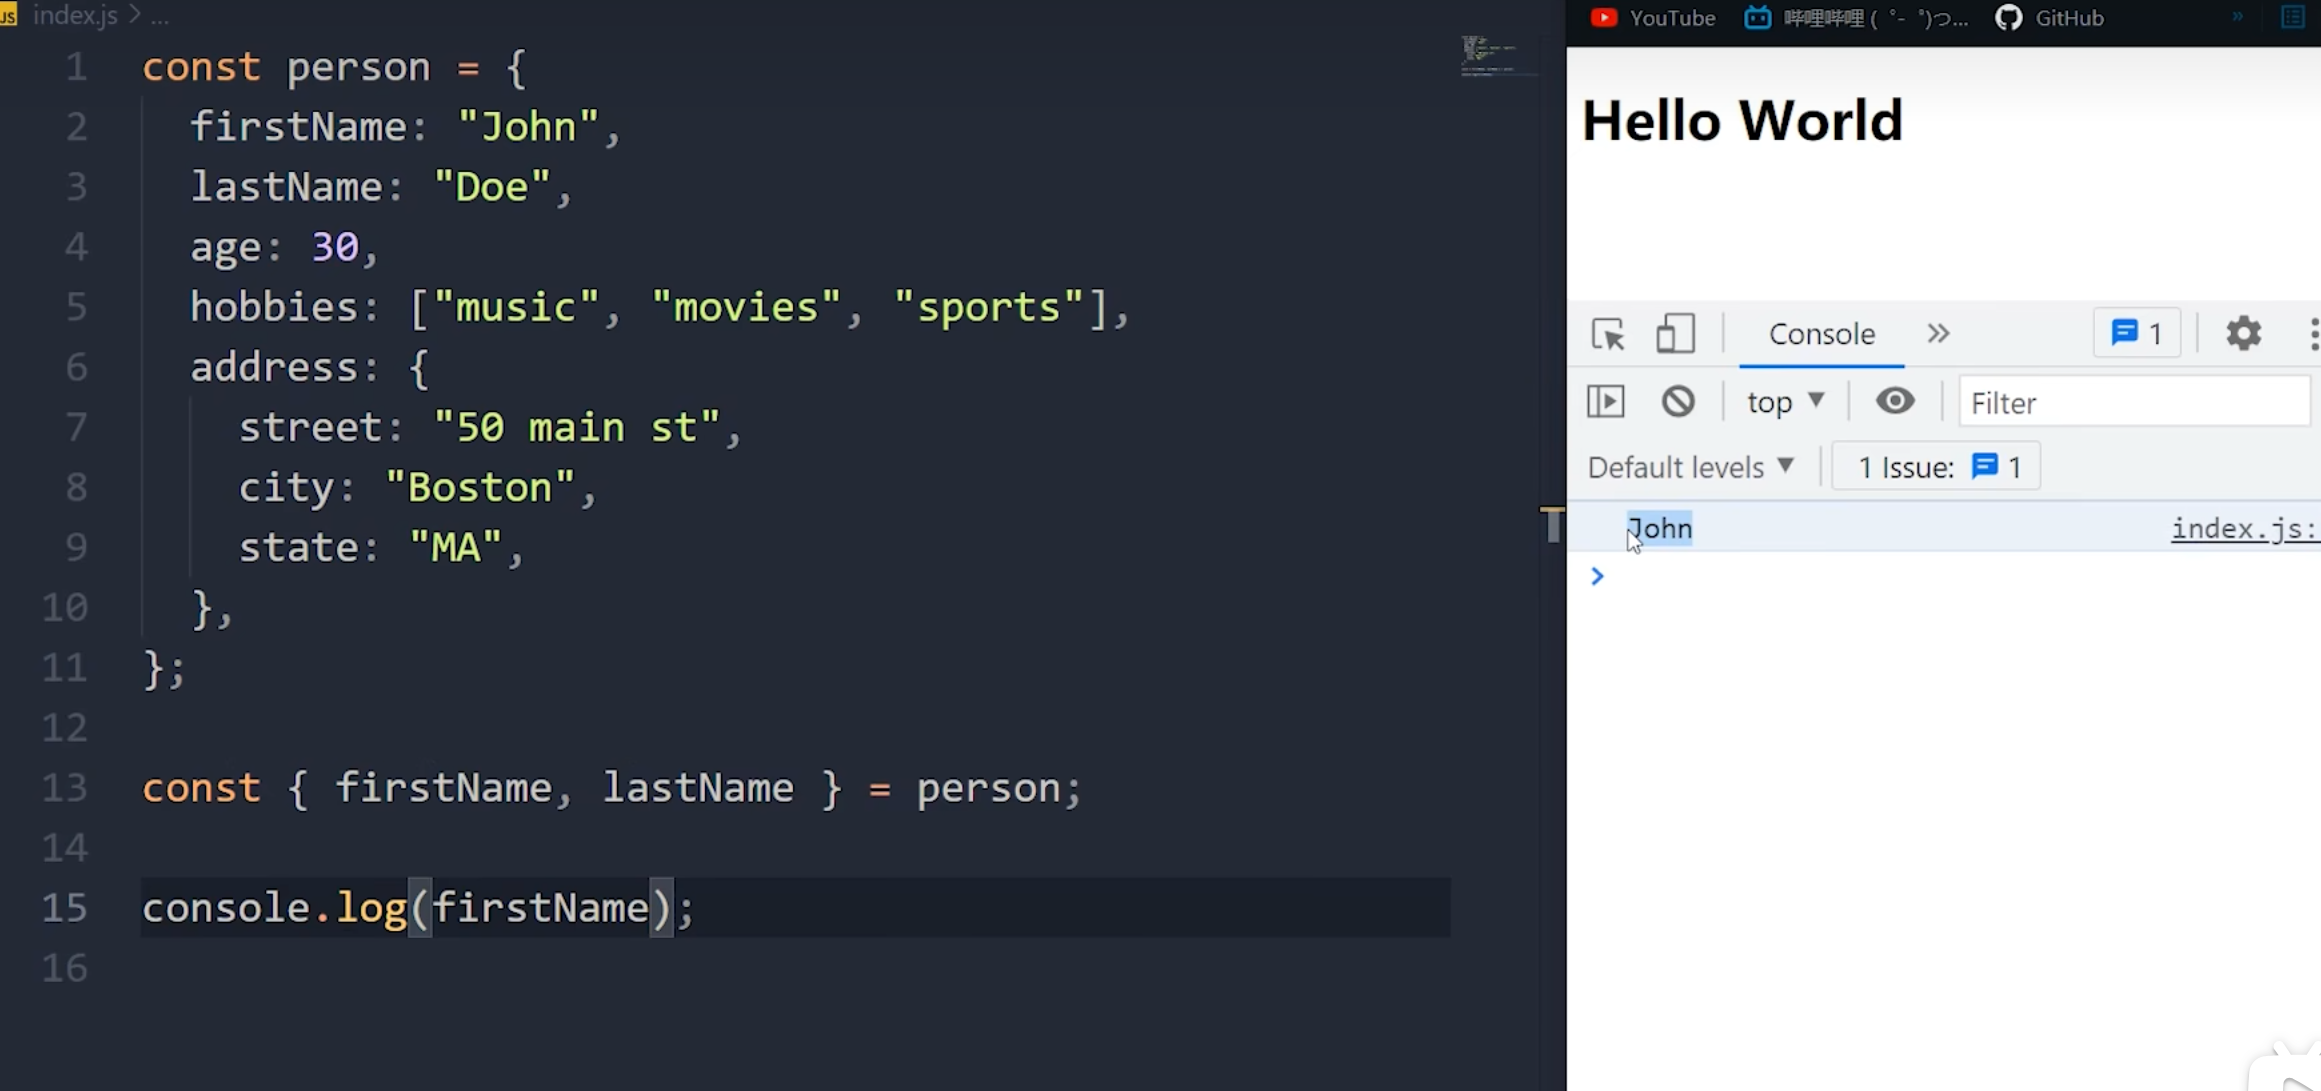 JS index.js > ...
1 const person = {
2 firstName: "John",
3 lastName: "Doe",
4 age: 30,
5 hobbies: ["music", "movies", "sports"],
6 address: {
7 street: "50 main st",
8 city: "Boston",
9 state: "MA",
10 },
11 };
12
13 const { firstName, lastName } = person;
14
15 console.log(firstName);
16
YouTube 哔哩哔哩 ( ゜- ゜)つ... GitHub »
Hello World
Console » 1
top Filter
Default levels 1 Issue: 1
John index.js:
>